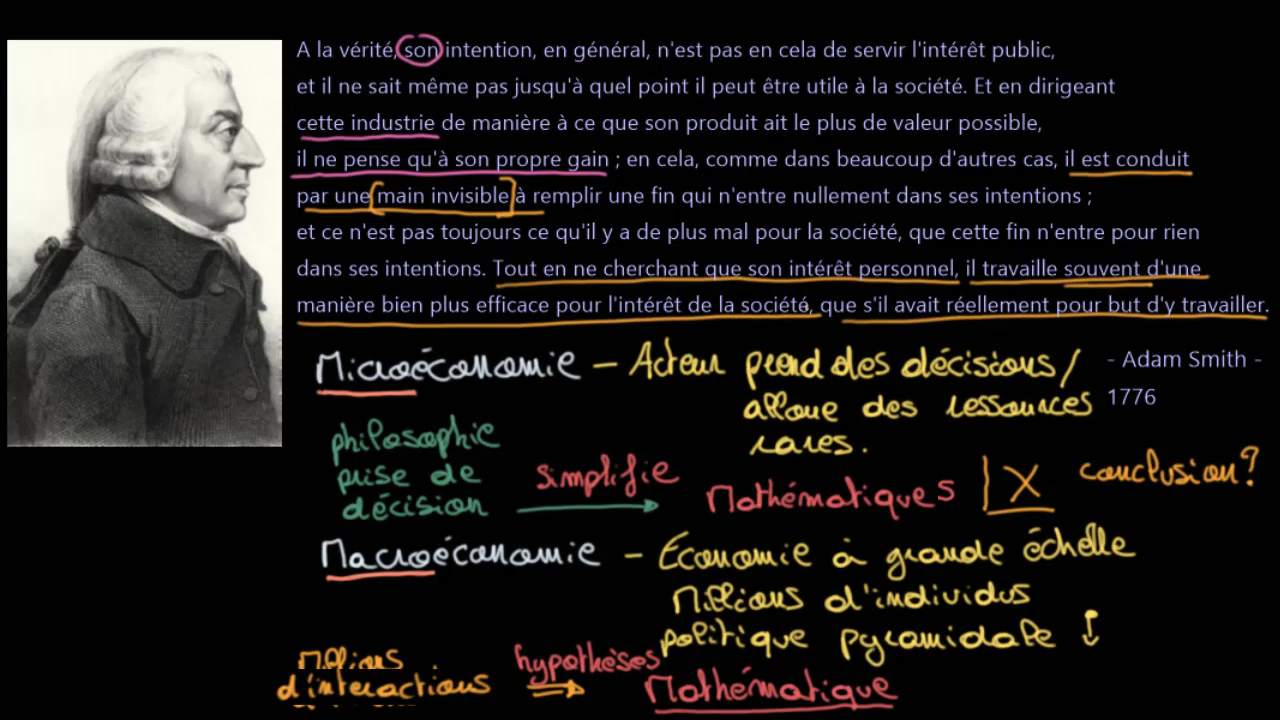 A la vérité, son intention, en général, n'est pas en cela de servir l'intérêt public,
et il ne sait même pas jusqu'à quel point il peut être utile à la société. Et en dirigeant
cette industrie de manière à ce que son produit ait le plus de valeur possible,
il ne pense qu'à son propre gain ; en cela, comme dans beaucoup d'autres cas, il est conduit
par une main invisible à remplir une fin qui n'entre nullement dans ses intentions ;
et ce n'est pas toujours ce qu'il y a de plus mal pour la société, que cette fin n'entre pour rien
dans ses intentions. Tout en ne cherchant que son intérêt personnel, il travaille souvent d'une
manière bien plus efficace pour l'intérêt de la société, que s'il avait réellement pour but d'y travailler.
- Adam Smith -
1776
Microéconomie – Acteur prend des décisions /
alloue des ressources
rares.
philosophie
prise de
décision
simplifie
Mathématiques
conclusion?
Macroéconomie – Économie à grande échelle
Millions d'individus
politique pyramidale
Millions
d'interactions
hypothèses
Mathématique